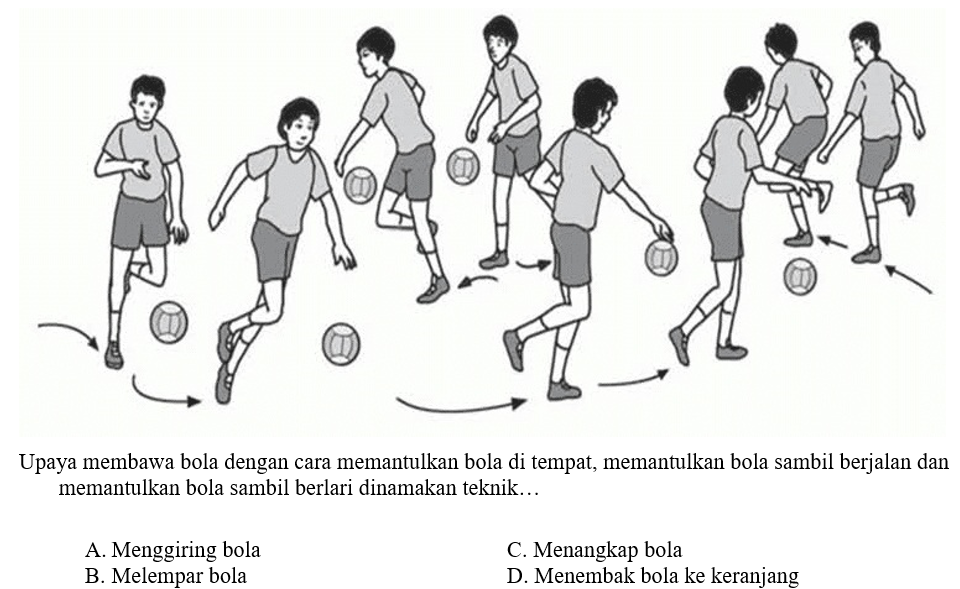 Upaya membawa bola dengan cara memantulkan bola di tempat, memantulkan bola sambil berjalan dan
memantulkan bola sambil berlari dinamakan teknik…
A. Menggiring bola
B. Melempar bola
C. Menangkap bola
D. Menembak bola ke keranjang